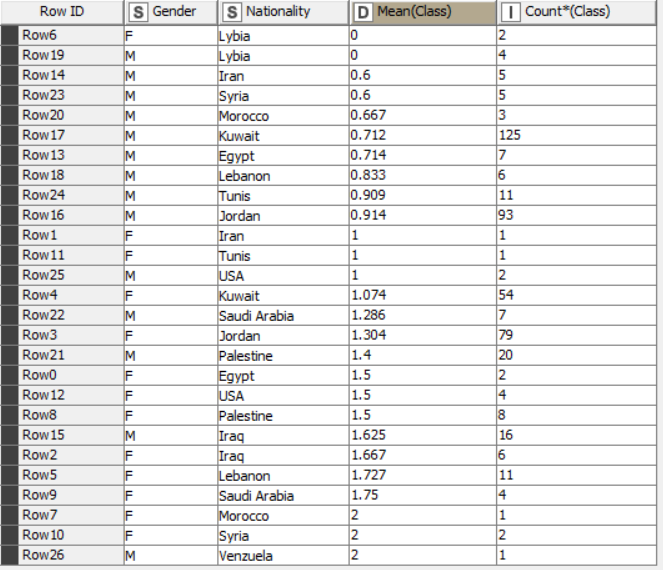 Row ID S Gender S Nationality D Mean(Class) I Count*(Class)
Row6 F Lybia 0 2
Row19 M Lybia 0 4
Row14 M Iran 0.6 5
Row23 M Syria 0.6 5
Row20 M Morocco 0.667 3
Row17 M Kuwait 0.712 125
Row13 M Egypt 0.714 7
Row18 M Lebanon 0.833 6
Row24 M Tunis 0.909 11
Row16 M Jordan 0.914 93
Row1 F Iran 1 1
Row11 F Tunis 1 1
Row25 M USA 1 2
Row4 F Kuwait 1.074 54
Row22 M Saudi Arabia 1.286 7
Row3 F Jordan 1.304 79
Row21 M Palestine 1.4 20
Row0 F Egypt 1.5 2
Row12 F USA 1.5 4
Row8 F Palestine 1.5 8
Row15 M Iraq 1.625 16
Row2 F Iraq 1.667 6
Row5 F Lebanon 1.727 11
Row9 F Saudi Arabia 1.75 4
Row7 F Morocco 2 1
Row10 F Syria 2 2
Row26 M Venzuela 2 1